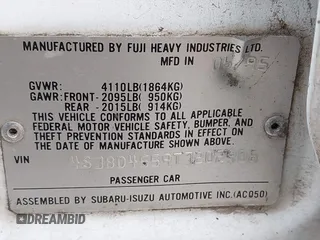 MANUFACTURED BY FUJI HEAVY INDUSTRIES LTD.
MFD IN
GVWR: 4110LB(1864KG)
GAWR:FRONT- 2095LB( 950KG)
REAR - 2015LB( 914KG)
THIS VEHICLE CONFORMS TO ALL APPLICABLE
FEDERAL MOTOR VEHICLE SAFETY, BUMPER, AND
THEFT PREVENTION STANDARDS IN EFFECT ON
THE DATE OF MANUFACTURE SHOWN ABOVE.
VIN
PASSENGER CAR
ASSEMBLED BY SUBARU-ISUZU AUTOMOTIVE INC.(AC050)
DREAMBID